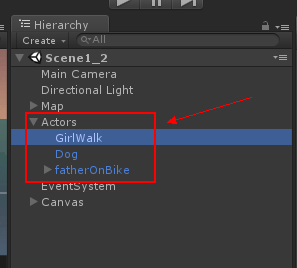 Hierarchy
Create All
Scene1_2
Main Camera
Directional Light
Map
Actors
GirlWalk
Dog
fatherOnBike
EventSystem
Canvas